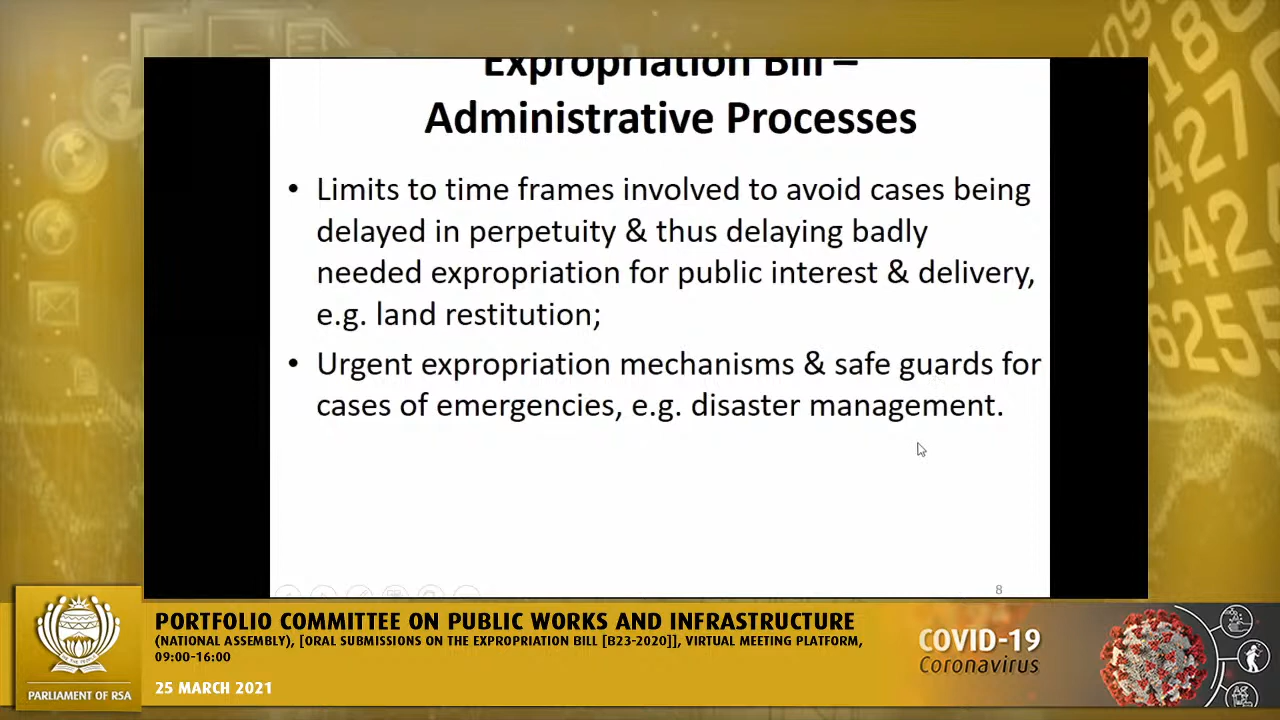 Expropriation Bill –
Administrative Processes
• Limits to time frames involved to avoid cases being
delayed in perpetuity & thus delaying badly
needed expropriation for public interest & delivery,
e.g. land restitution;
• Urgent expropriation mechanisms & safe guards for
cases of emergencies, e.g. disaster management.
8
PORTFOLIO COMMITTEE ON PUBLIC WORKS AND INFRASTRUCTURE
(NATIONAL ASSEMBLY), [ORAL SUBMISSIONS ON THE EXPROPRIATION BILL [B23-2020]], VIRTUAL MEETING PLATFORM,
09:00-16:00
25 MARCH 2021
PARLIAMENT OF RSA
COVID-19
Coronavirus